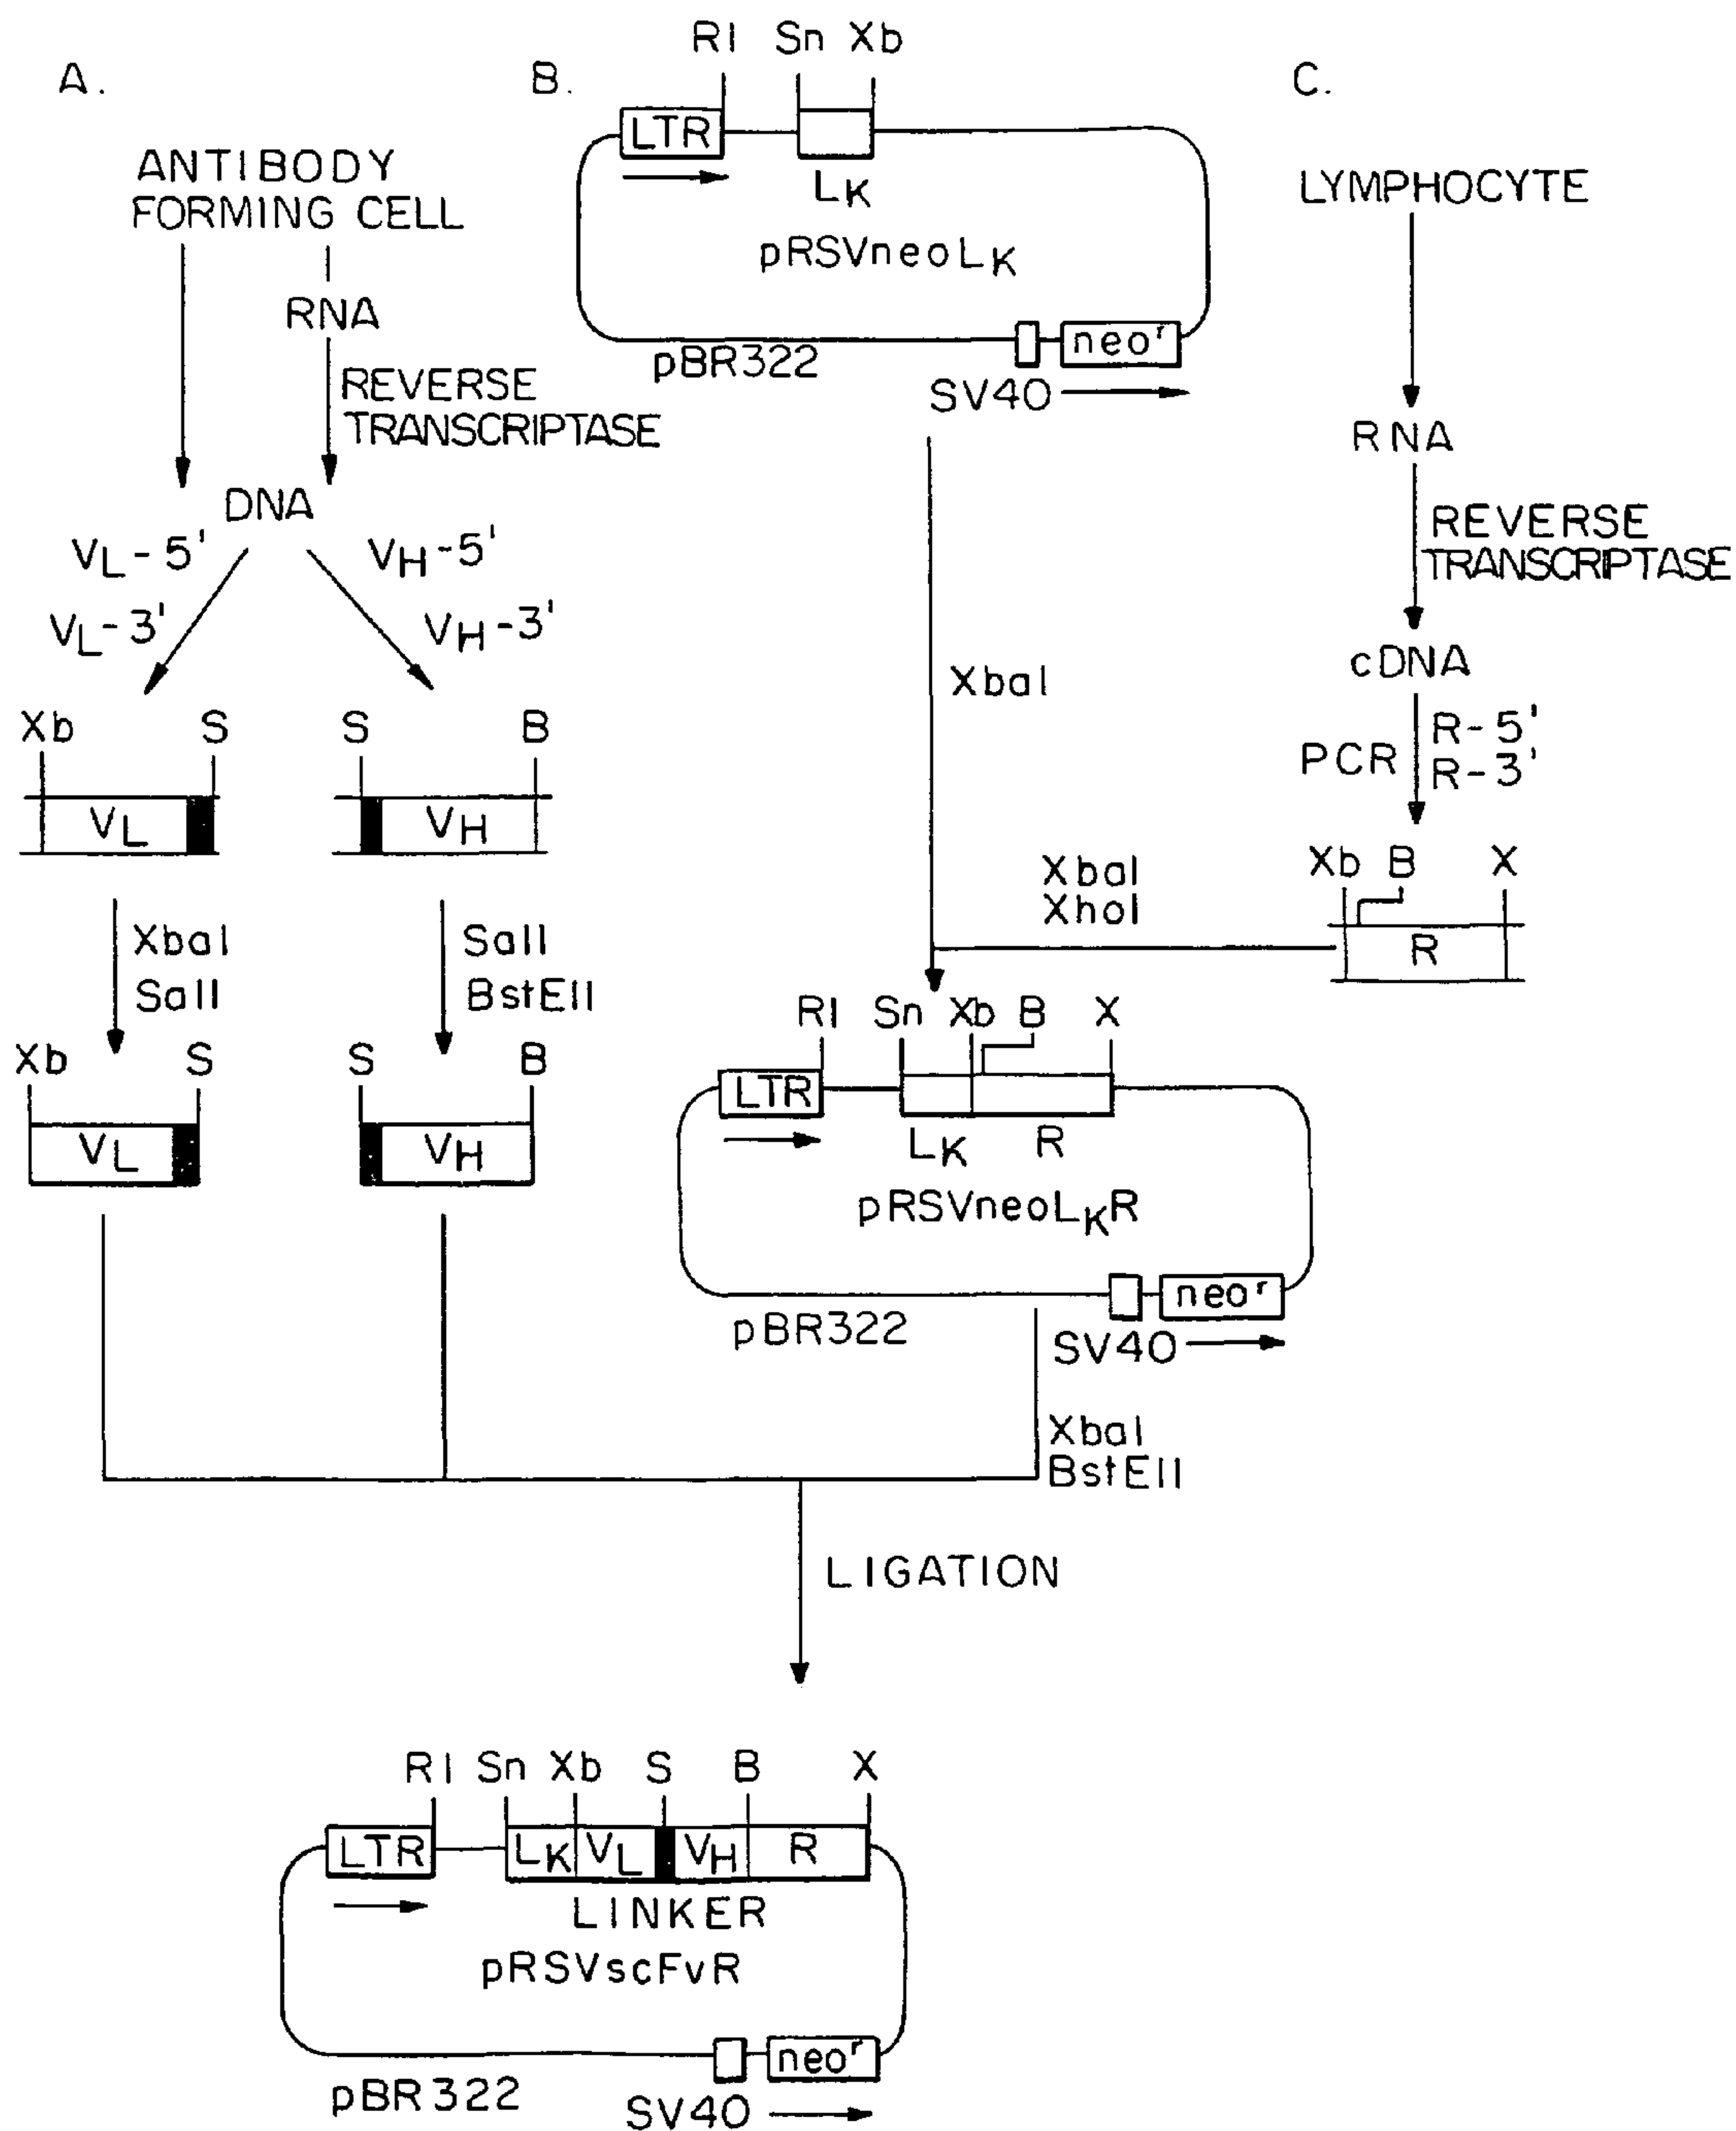 A.
ANTIBODY
FORMING CELL
RNA
REVERSE
TRANSCRIPTASE
DNA
VL-5'
VL-3'
VH-5'
VH-3'
Xb S
VL
S B
VH
XbaI
SalI
SalI
BstEII
Xb S
VL
S B
VH
B.
RI Sn Xb
LTR
LK
pRSVneoLK
pBR322
neoʳ
SV40
XbaI
C.
LYMPHOCYTE
RNA
REVERSE
TRANSCRIPTASE
cDNA
PCR
R-5'
R-3'
Xb B X
R
XbaI
XhoI
RI Sn Xb B X
LTR
LK R
pRSVneoLKR
pBR322
neoʳ
SV40
XbaI
BstEII
LIGATION
RI Sn Xb S B X
LTR LK VL VH R
LINKER
pRSVscFvR
pBR322
neoʳ
SV40